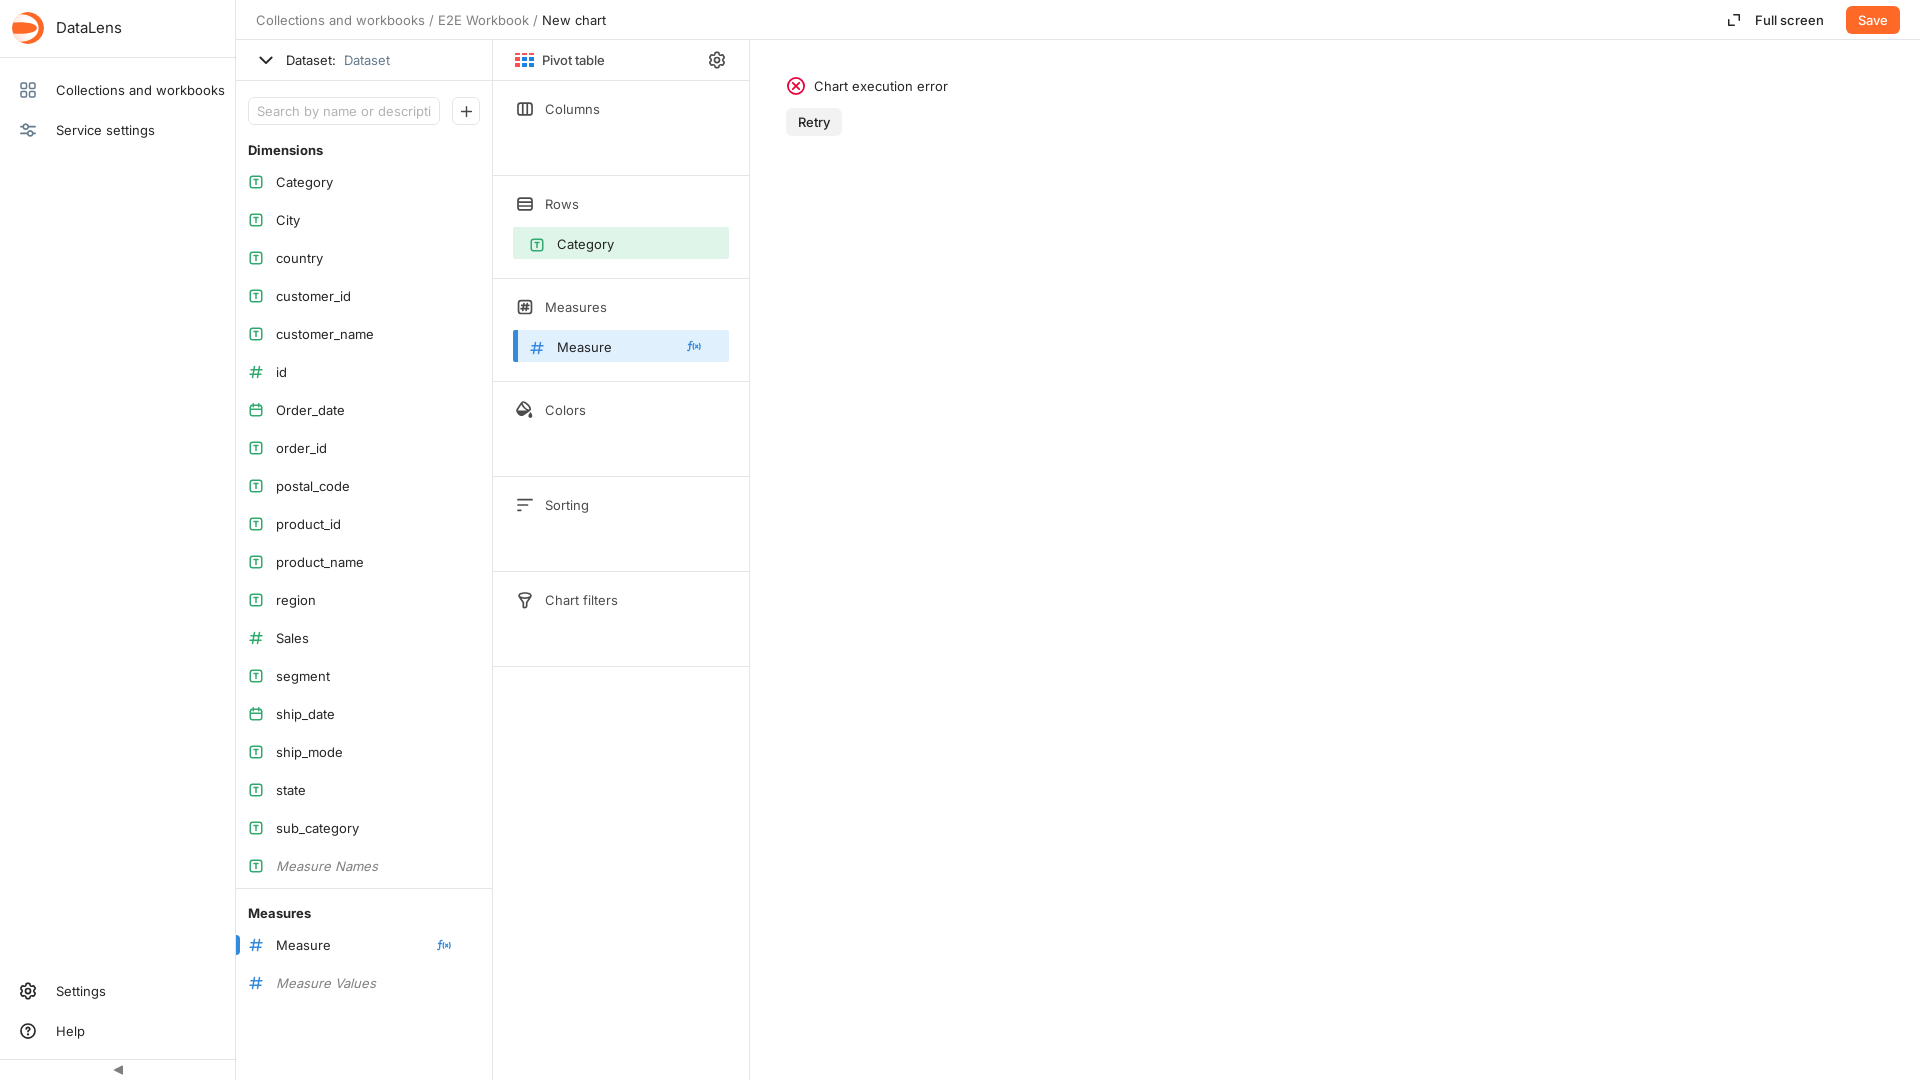 DataLens
Collections and workbooks
Service settings
Settings
Help
Collections and workbooks / E2E Workbook / New chart
Full screen
Save
Dataset: Dataset
Search by name or descripti
Dimensions
Category
City
country
customer_id
customer_name
id
Order_date
order_id
postal_code
product_id
product_name
region
Sales
segment
ship_date
ship_mode
state
sub_category
Measure Names
Measures
Measure
Measure Values
Pivot table
Columns
Rows
Category
Measures
Measure
Colors
Sorting
Chart filters
Chart execution error
Retry